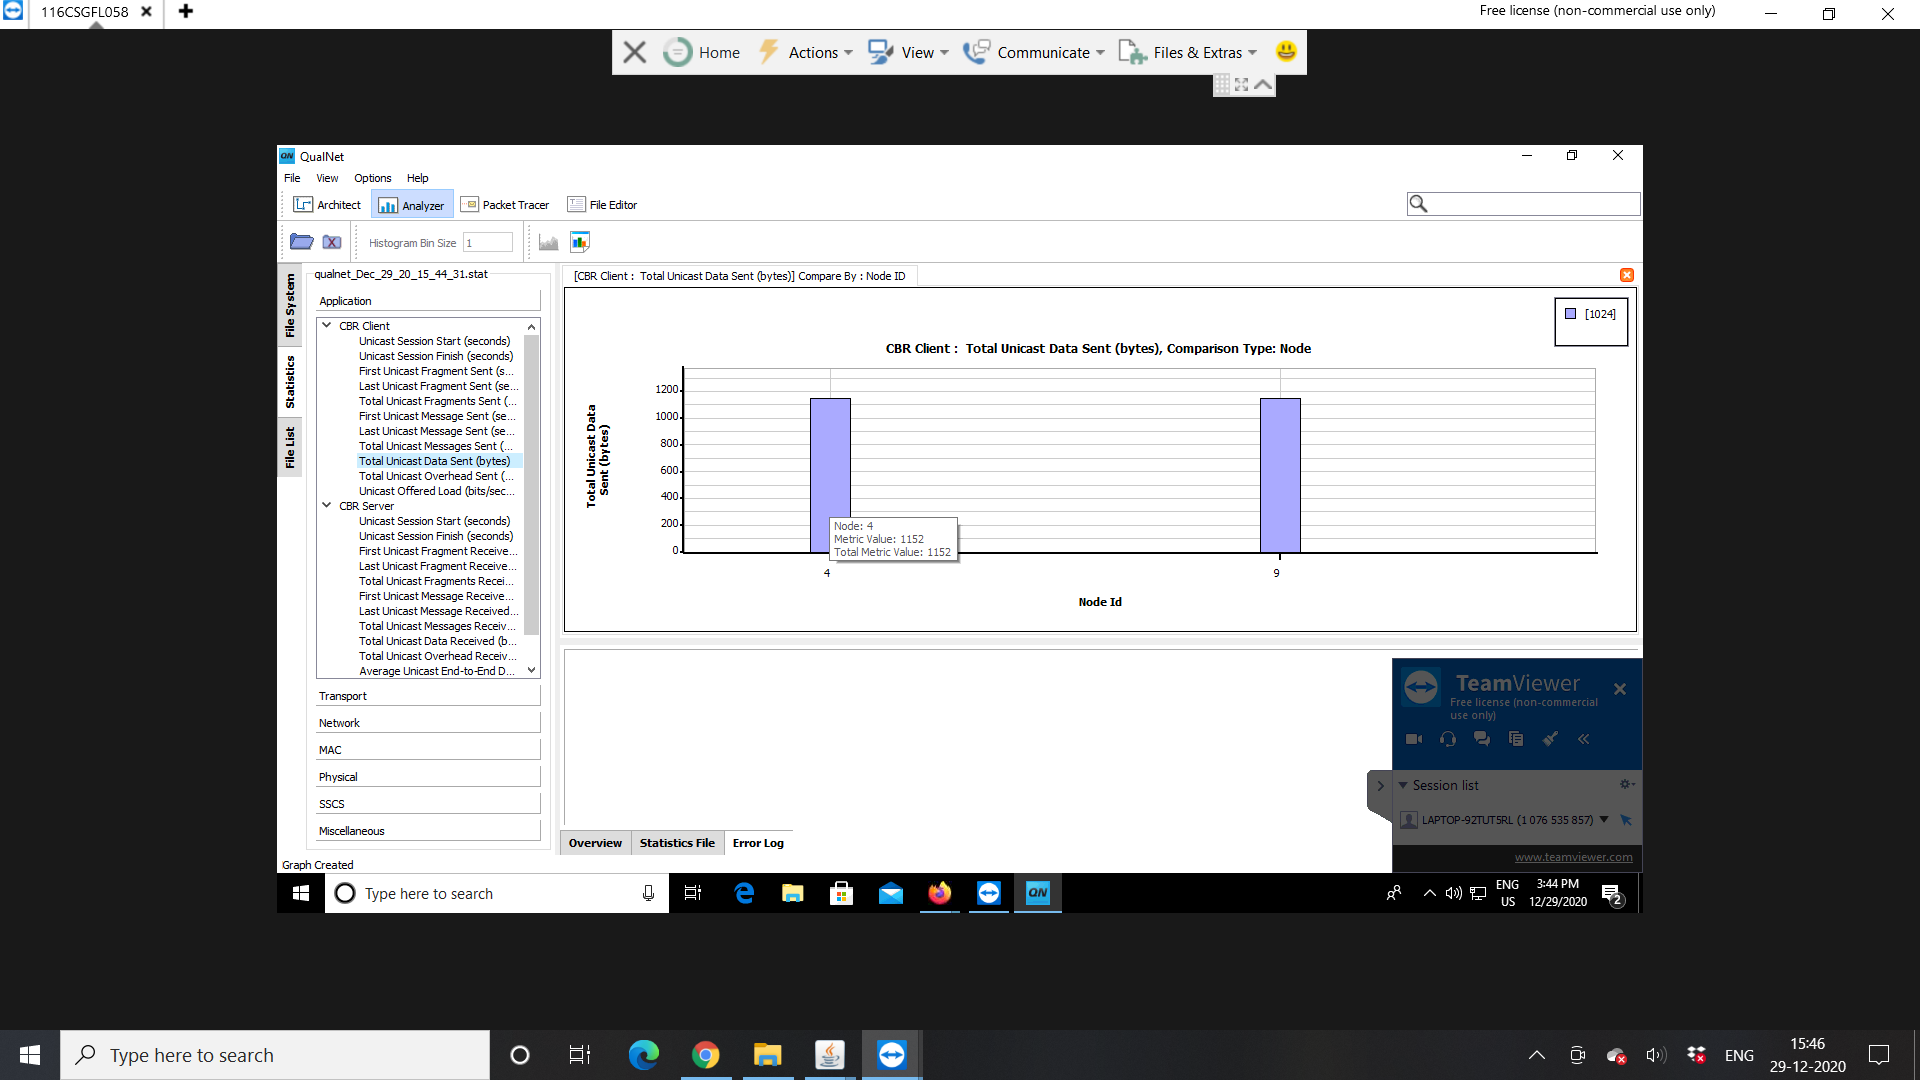 116CSGFL058
Free license (non-commercial use only)
Home
Actions
View
Communicate
Files & Extras
QN
QualNet
File
View
Options
Help
Architect
Analyzer
Packet Tracer
File Editor
Histogram Bin Size
1
File System
Statistics
File List
qualnet_Dec_29_20_15_44_31.stat
Application
CBR Client
Unicast Session Start (seconds)
Unicast Session Finish (seconds)
First Unicast Fragment Sent (s...
Last Unicast Fragment Sent (se...
Total Unicast Fragments Sent (...
First Unicast Message Sent (se...
Last Unicast Message Sent (se...
Total Unicast Messages Sent (...
Total Unicast Data Sent (bytes)
Total Unicast Overhead Sent (...
Unicast Offered Load (bits/sec...
CBR Server
Unicast Session Start (seconds)
Unicast Session Finish (seconds)
First Unicast Fragment Receive...
Last Unicast Fragment Receive...
Total Unicast Fragments Recei...
First Unicast Message Receive...
Last Unicast Message Received...
Total Unicast Messages Receiv...
Total Unicast Data Received (b...
Total Unicast Overhead Receiv...
Average Unicast End-to-End D...
Transport
Network
MAC
Physical
SSCS
Miscellaneous
Graph Created
[CBR Client : Total Unicast Data Sent (bytes)] Compare By : Node ID
[1024]
CBR Client : Total Unicast Data Sent (bytes), Comparison Type: Node
Total Unicast Data
Sent (bytes)
1200
1000
800
600
400
200
0
Node: 4
Metric Value: 1152
Total Metric Value: 1152
4
9
Node Id
Overview
Statistics File
Error Log
TeamViewer
Free license (non-commercial
use only)
Session list
LAPTOP-92TUT5RL (1 076 535 857)
www.teamviewer.com
Type here to search
QN
ENG
US
3:44 PM
12/29/2020
2
Type here to search
ENG
15:46
29-12-2020